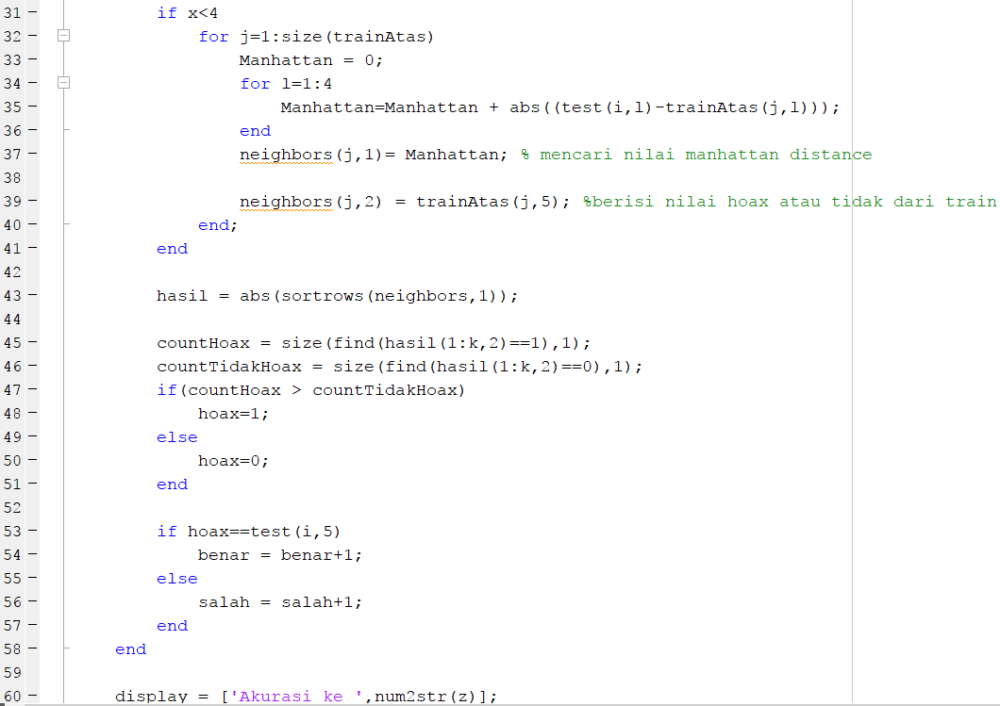 31 - if x<4
32 - for j=1:size(trainAtas)
33 - Manhattan = 0;
34 - for l=1:4
35 - Manhattan=Manhattan + abs((test(i,l)-trainAtas(j,l)));
36 - end
37 - neighbors(j,1)= Manhattan; % mencari nilai manhattan distance
38
39 - neighbors(j,2) = trainAtas(j,5); %berisi nilai hoax atau tidak dari train
40 - end;
41 - end
42
43 - hasil = abs(sortrows(neighbors,1));
44
45 - countHoax = size(find(hasil(1:k,2)==1),1);
46 - countTidakHoax = size(find(hasil(1:k,2)==0),1);
47 - if(countHoax > countTidakHoax)
48 - hoax=1;
49 - else
50 - hoax=0;
51 - end
52
53 - if hoax==test(i,5)
54 - benar = benar+1;
55 - else
56 - salah = salah+1;
57 - end
58 - end
59
60 - display = ['Akurasi ke ',num2str(z)];